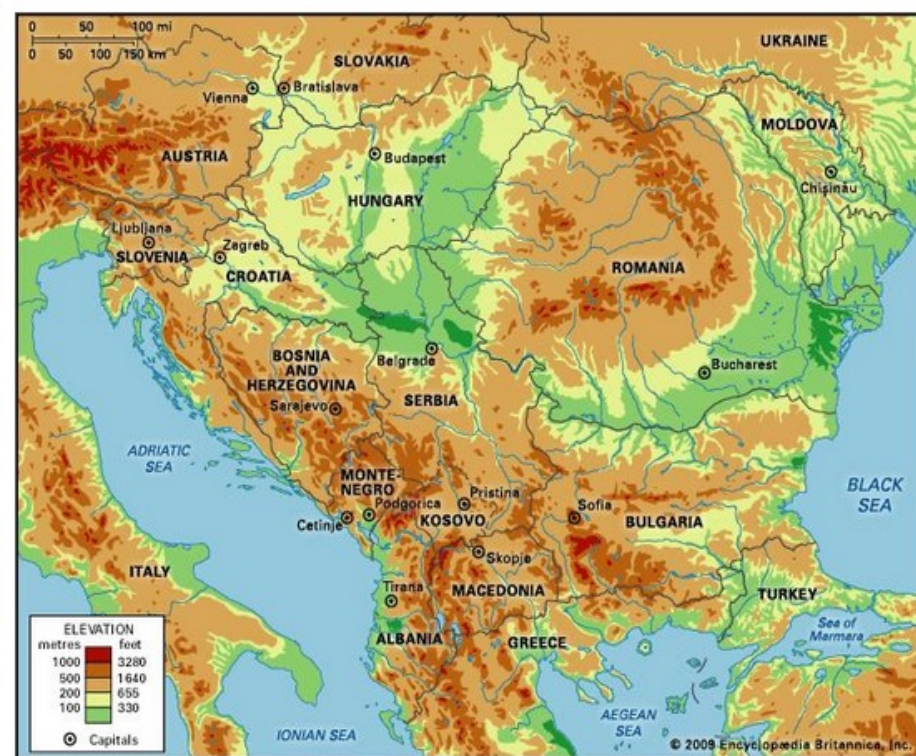 0 50 100 mi
0 50 100 150 km
SLOVAKIA
UKRAINE
Vienna
Bratislava
MOLDOVA
AUSTRIA
Budapest
HUNGARY
Chișinău
Ljubljana
SLOVENIA
Zagreb
CROATIA
ROMANIA
BOSNIA
AND
HERZEGOVINA
Belgrade
Bucharest
SERBIA
Sarajevo
ADRIATIC
SEA
MONTE-
NEGRO
Podgorica
Pristina
Sofia
BLACK
SEA
Cetinje
KOSOVO
BULGARIA
Skopje
ITALY
Tirana
MACEDONIA
TURKEY
ALBANIA
GREECE
Sea of
Marmara
ELEVATION
metres feet
1000 3280
500 1640
200 655
100 330
Capitals
IONIAN SEA
AEGEAN
SEA
© 2009 Encyclopædia Britannica, Inc.